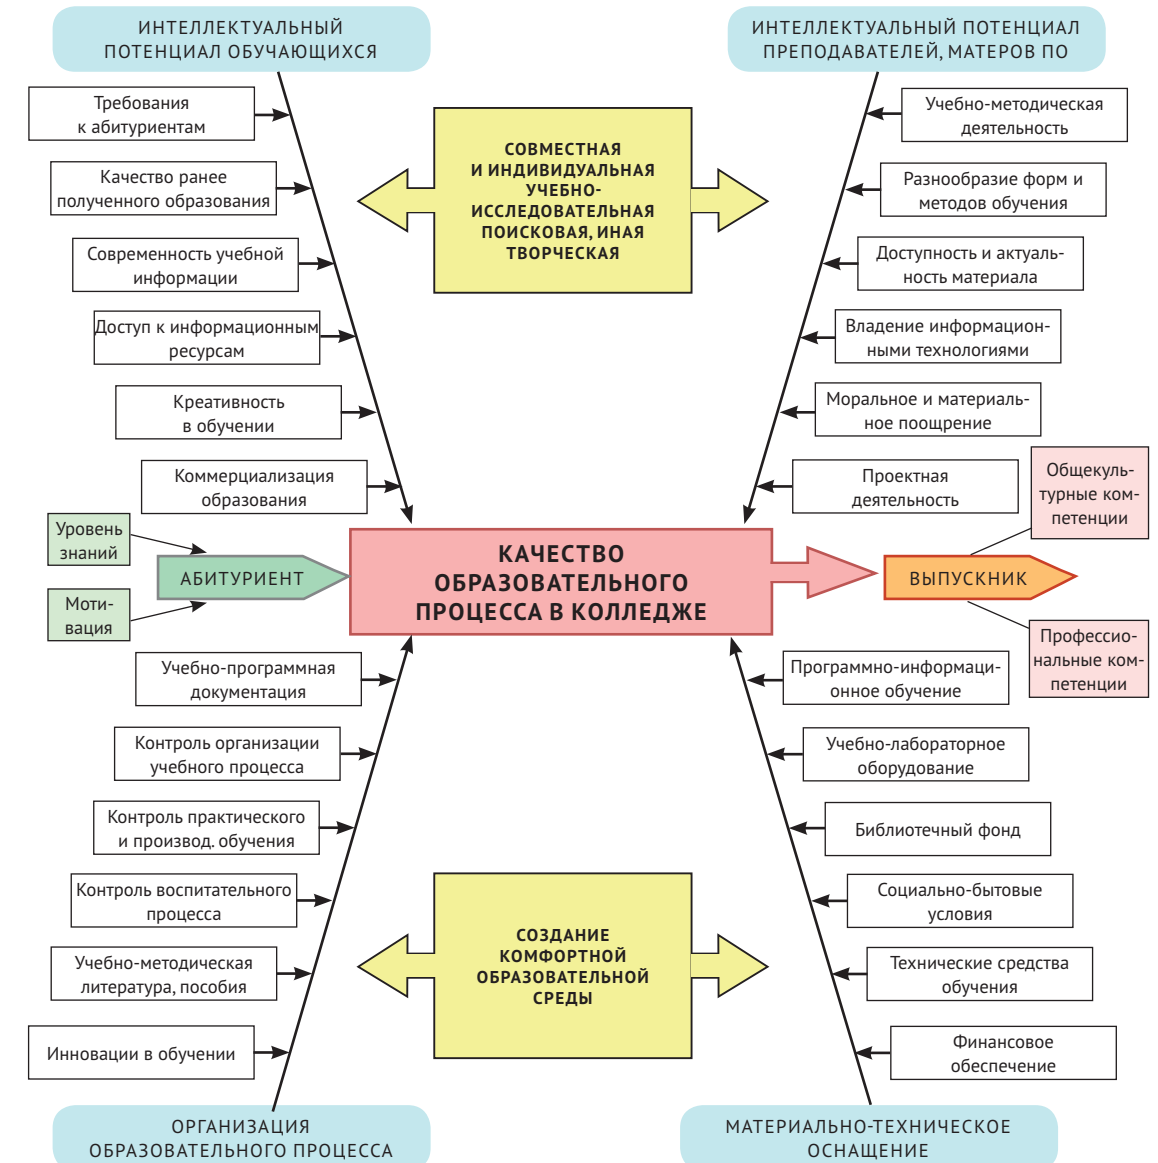 ИНТЕЛЛЕКТУАЛЬНЫЙ
ПОТЕНЦИАЛ ОБУЧАЮЩИХСЯ
ИНТЕЛЛЕКТУАЛЬНЫЙ ПОТЕНЦИАЛ
ПРЕПОДАВАТЕЛЕЙ, МАТЕРОВ ПО
Требования
к абитуриентам
Качество ранее
полученного образования
Современность учебной
информации
Доступ к информационным
ресурсам
Креативность
в обучении
Коммерциализация
образования
СОВМЕСТНАЯ
И ИНДИВИДУАЛЬНАЯ
УЧЕБНО-
ИССЛЕДОВАТЕЛЬСКАЯ
ПОИСКОВАЯ, ИНАЯ
ТВОРЧЕСКАЯ
Учебно-методическая
деятельность
Разнообразие форм и
методов обучения
Доступность и актуаль-
ность материала
Владение информацион-
ными технологиями
Моральное и материаль-
ное поощрение
Проектная
деятельность
Уровень
знаний
АБИТУРИЕНТ
Моти-
вация
КАЧЕСТВО
ОБРАЗОВАТЕЛЬНОГО
ПРОЦЕССА В КОЛЛЕДЖЕ
Общекуль-
турные ком-
петенции
ВЫПУСКНИК
Профессио-
нальные ком-
петенции
Учебно-программная
документация
Контроль организации
учебного процесса
Контроль практического
и производ. обучения
Контроль воспитательного
процесса
Учебно-методическая
литература, пособия
Инновации в обучении
СОЗДАНИЕ
КОМФОРТНОЙ
ОБРАЗОВАТЕЛЬНОЙ
СРЕДЫ
Программно-информаци-
онное обучение
Учебно-лабораторное
оборудование
Библиотечный фонд
Социально-бытовые
условия
Технические средства
обучения
Финансовое
обеспечение
ОРГАНИЗАЦИЯ
ОБРАЗОВАТЕЛЬНОГО ПРОЦЕССА
МАТЕРИАЛЬНО-ТЕХНИЧЕСКОЕ
ОСНАЩЕНИЕ